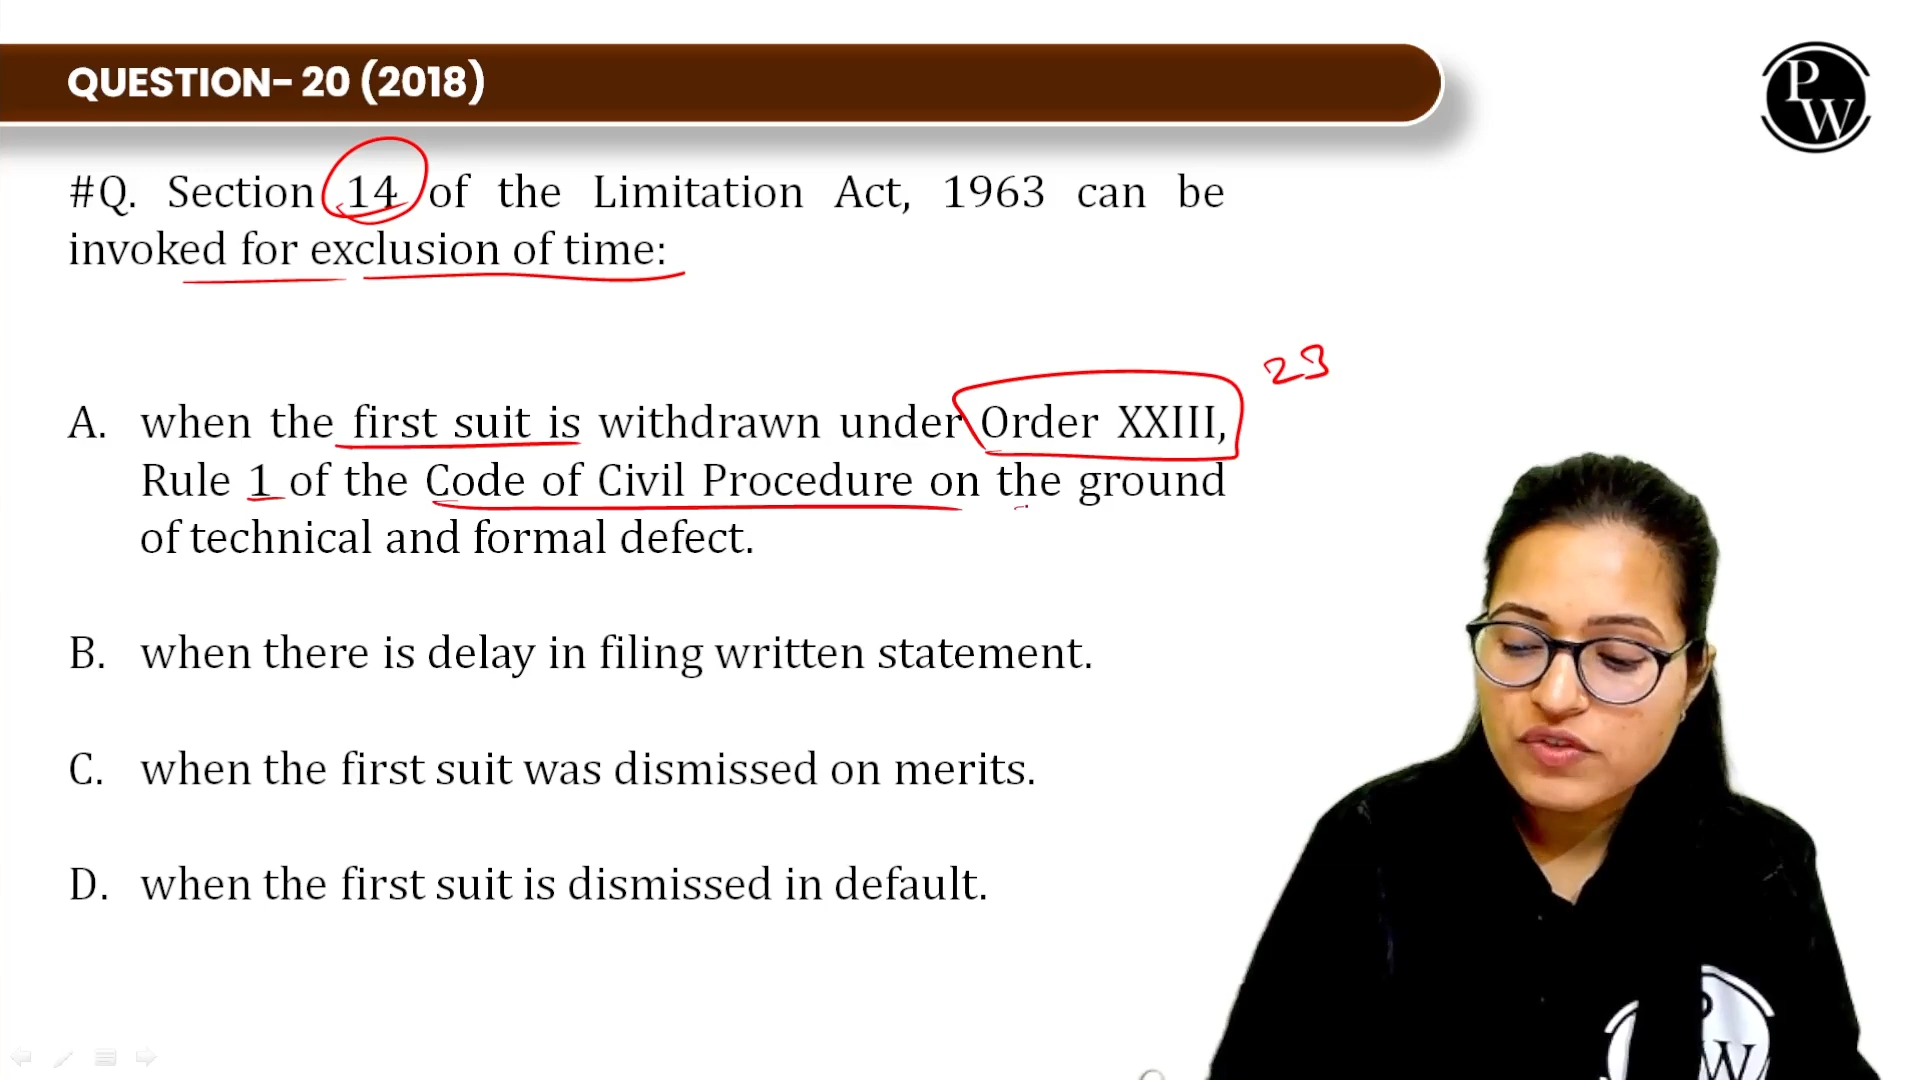 QUESTION- 20 (2018)
PW
#Q. Section 14 of the Limitation Act, 1963 can be
invoked for exclusion of time:
23
A. when the first suit is withdrawn under Order XXIII,
Rule 1 of the Code of Civil Procedure on the ground
of technical and formal defect.
B. when there is delay in filing written statement.
C. when the first suit was dismissed on merits.
D. when the first suit is dismissed in default.
PW